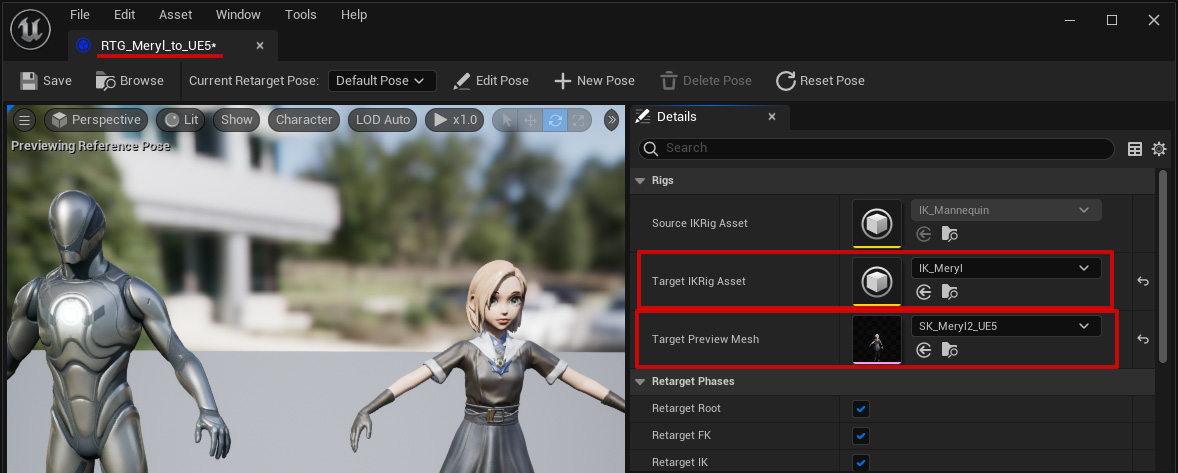 File Edit Asset Window Tools Help
RTG_Meryl_to_UE5*
Save Browse Current Retarget Pose: Default Pose Edit Pose New Pose Delete Pose Reset Pose
Perspective Lit Show Character LOD Auto x1.0
Previewing Reference Pose
Details
Search
Rigs
Source IKRig Asset IK_Mannequin
Target IKRig Asset IK_Meryl
Target Preview Mesh SK_Meryl2_UE5
Retarget Phases
Retarget Root
Retarget FK
Retarget IK